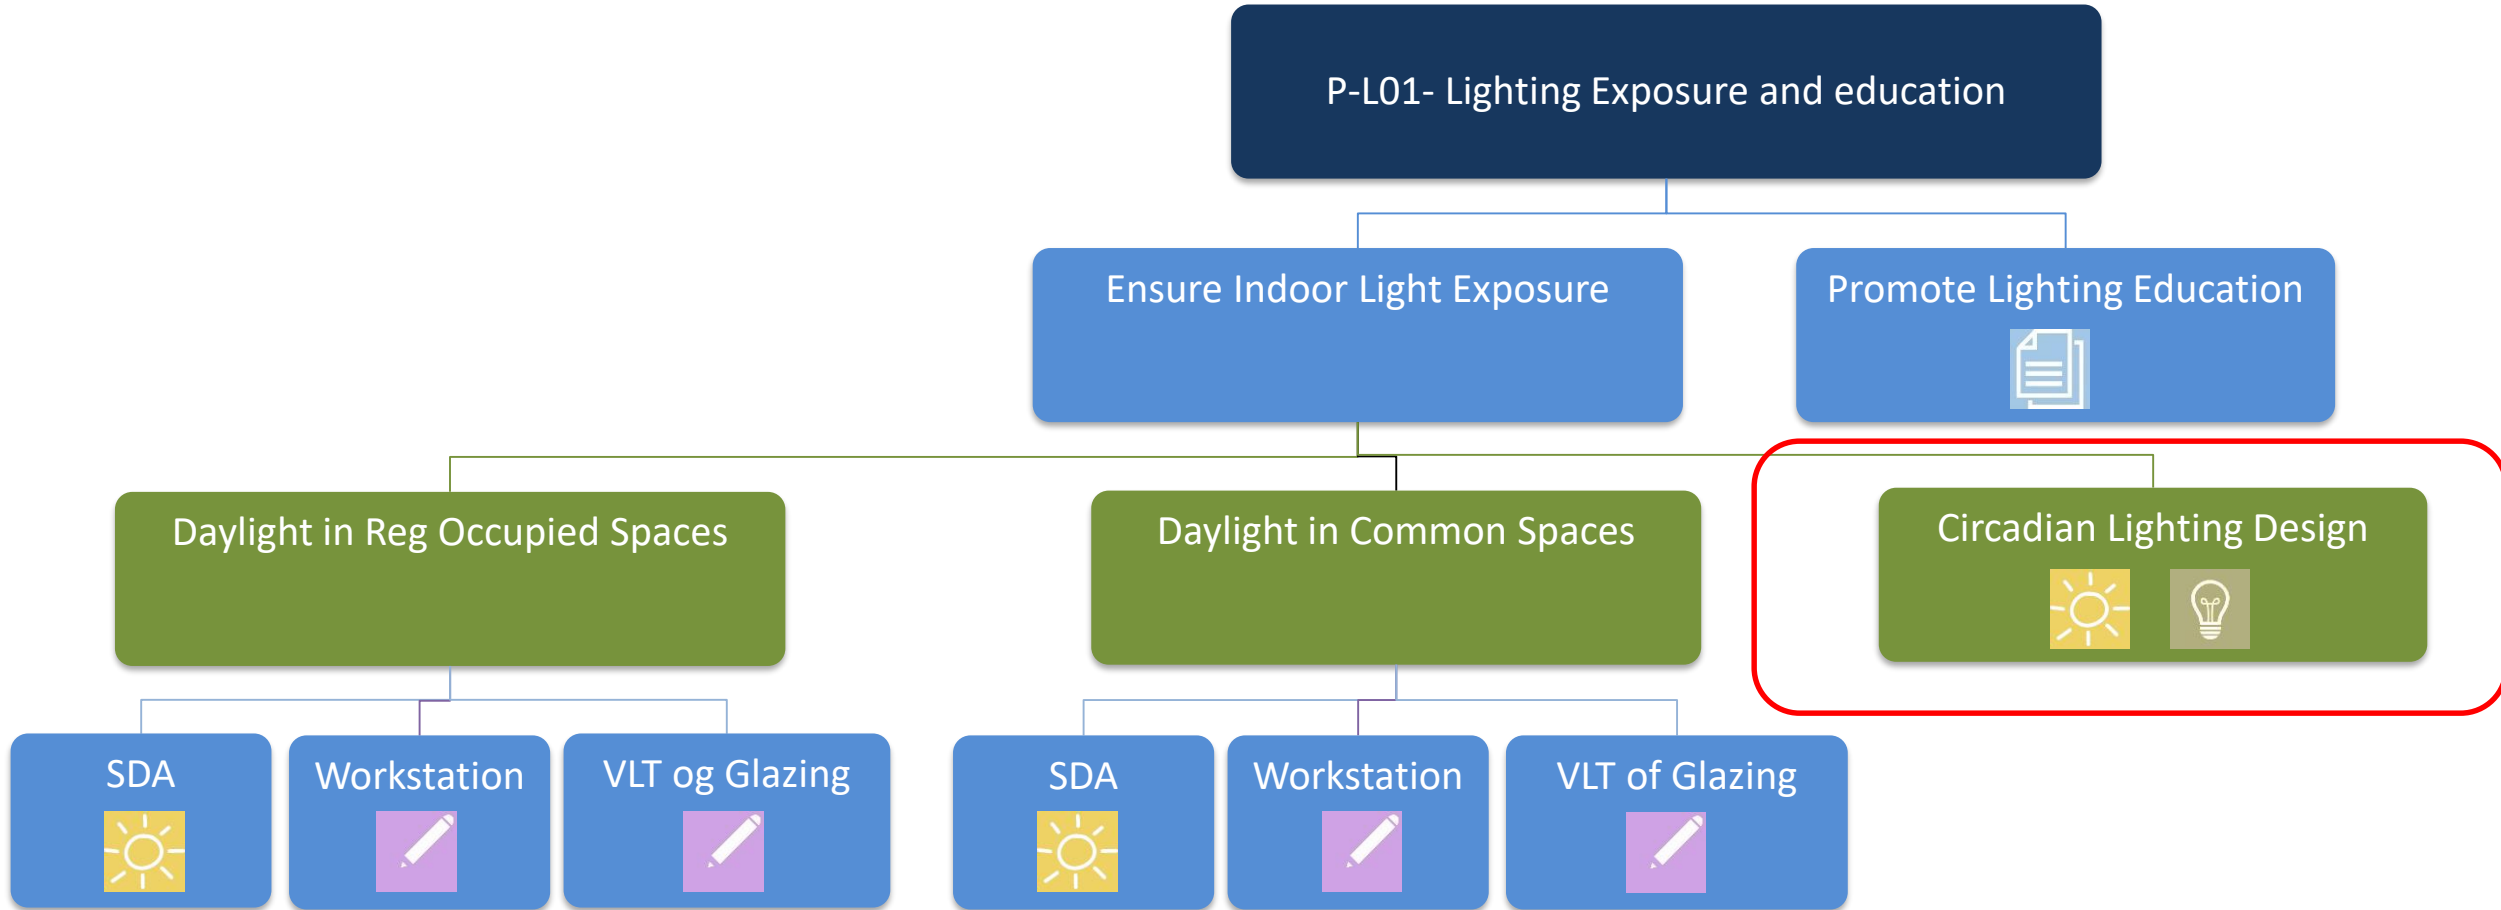 P-L01- Lighting Exposure and education
Ensure Indoor Light Exposure
Promote Lighting Education
Daylight in Reg Occupied Spaces
Daylight in Common Spaces
Circadian Lighting Design
SDA
Workstation
VLT og Glazing
SDA
Workstation
VLT of Glazing